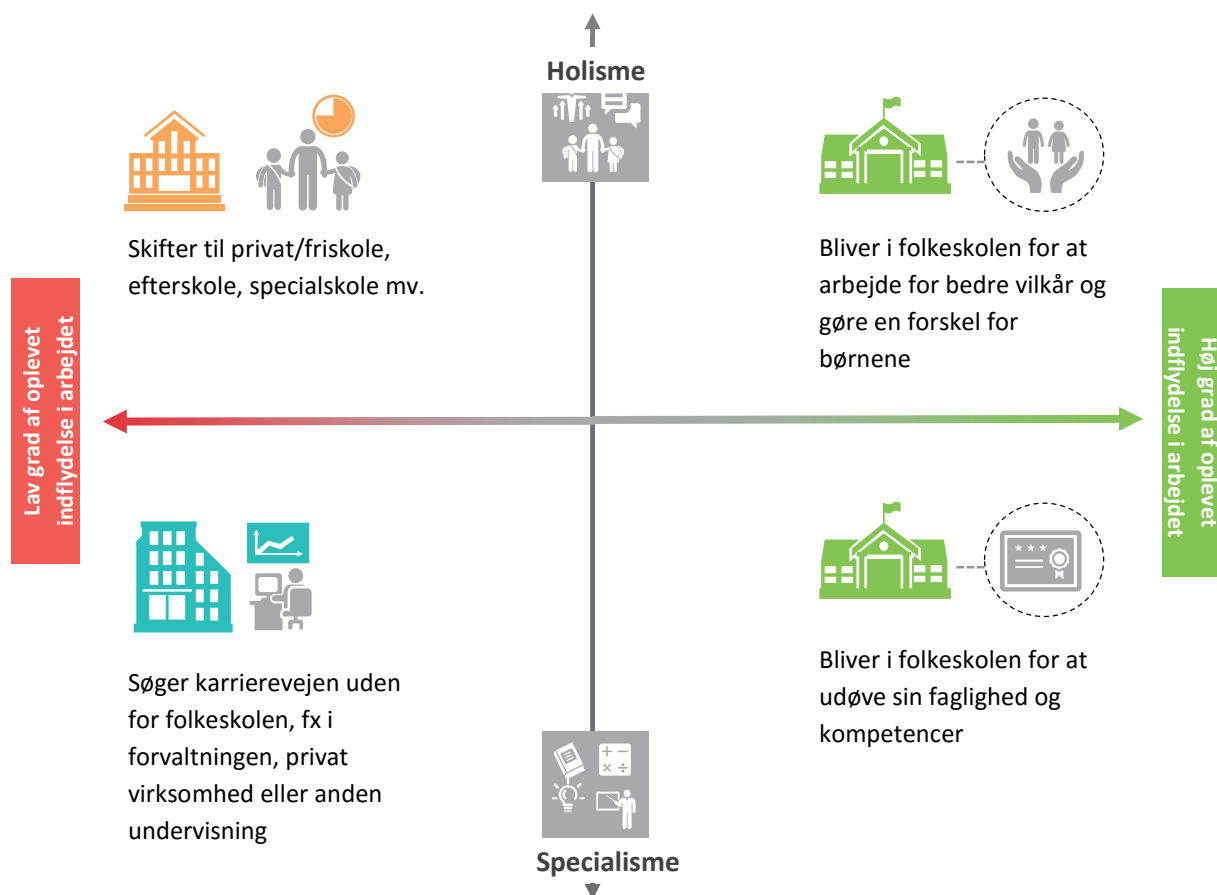 Holisme
Skifter til privat/friskole,
efterskole, specialskole mv.
Bliver i folkeskolen for at
arbejde for bedre vilkår og
gøre en forskel for
børnene
Lav grad af oplevet
indflydelse i arbejdet
Høj grad af oplevet
indflydelse i arbejdet
Søger karrierevejen uden
for folkeskolen, fx i
forvaltningen, privat
virksomhed eller anden
undervisning
Bliver i folkeskolen for at
udøve sin faglighed og
kompetencer
Specialisme